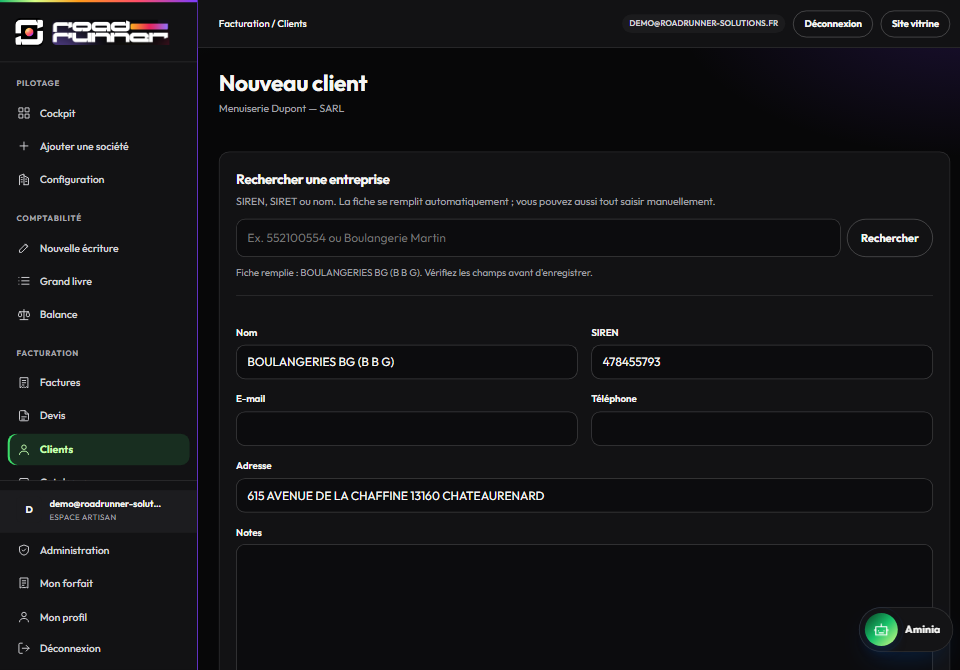 road
runner
Facturation / Clients
DEMO@ROADRUNNER-SOLUTIONS.FR
Déconnexion
Site vitrine
PILOTAGE
Cockpit
Ajouter une société
Configuration
COMPTABILITÉ
Nouvelle écriture
Grand livre
Balance
FACTURATION
Factures
Devis
Clients
D
demo@roadrunner-solut...
ESPACE ARTISAN
Administration
Mon forfait
Mon profil
Déconnexion
Nouveau client
Menuiserie Dupont — SARL
Rechercher une entreprise
SIREN, SIRET ou nom. La fiche se remplit automatiquement ; vous pouvez aussi tout saisir manuellement.
Ex. 552100554 ou Boulangerie Martin
Rechercher
Fiche remplie : BOULANGERIES BG (B B G). Vérifiez les champs avant d'enregistrer.
Nom
SIREN
BOULANGERIES BG (B B G)
478455793
E-mail
Téléphone
Adresse
615 AVENUE DE LA CHAFFINE 13160 CHATEAURENARD
Notes
Aminia